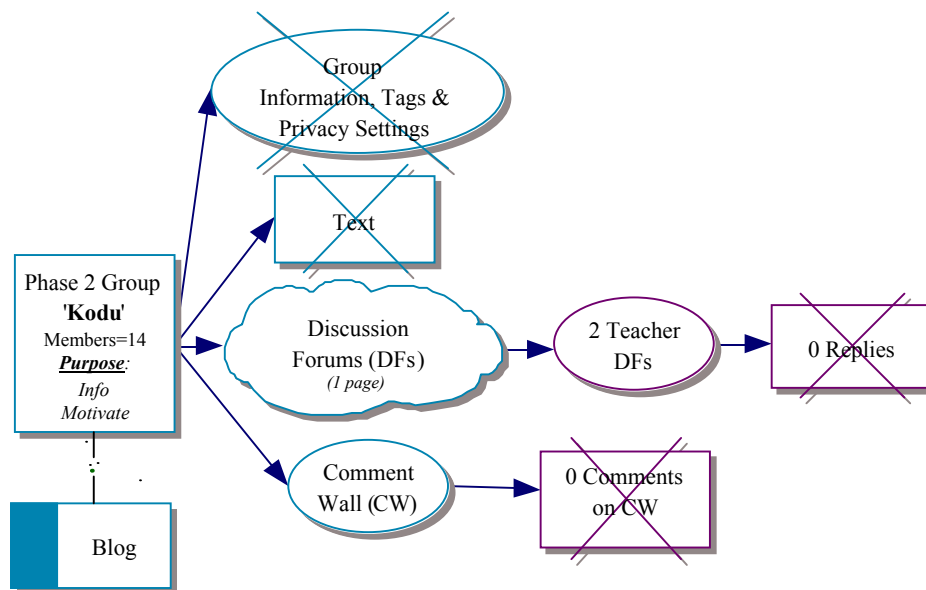 Group
Information, Tags &
Privacy Settings
Text
Phase 2 Group
'Kodu'
Members=14
Purpose:
Info
Motivate
Discussion
Forums (DFs)
(1 page)
2 Teacher
DFs
0 Replies
Comment
Wall (CW)
0 Comments
on CW
Blog